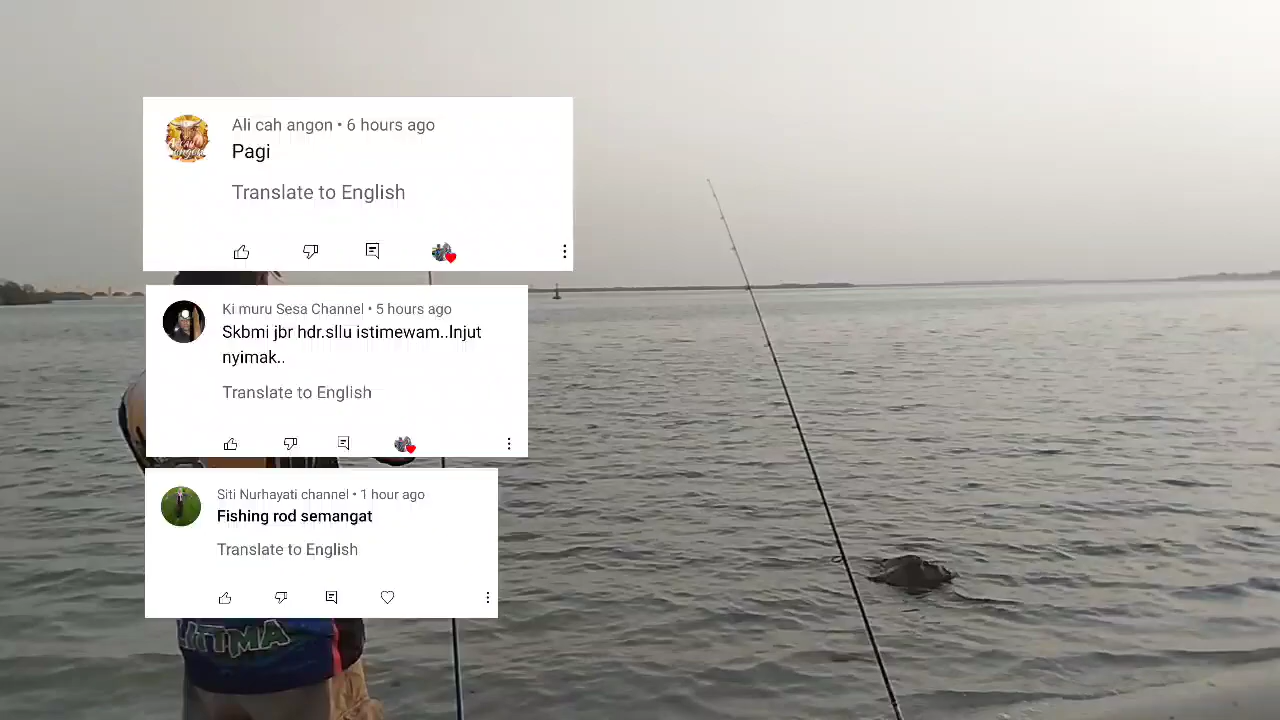 Ali cah angon • 6 hours ago
Pagi
Translate to English
Ki muru Sesa Channel • 5 hours ago
Skbmi jbr hdr.sllu istimewam..lnjut
nyimak..
Translate to English
Siti Nurhayati channel • 1 hour ago
Fishing rod semangat
Translate to English